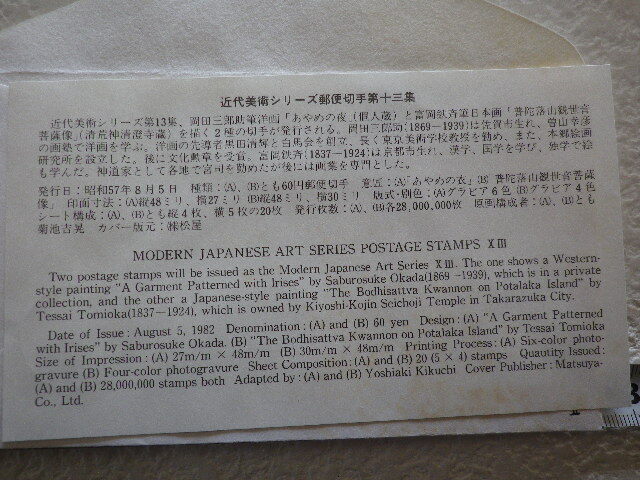 近代美術シリーズ郵便切手第十三集
近代美術シリーズ第13集、岡田三郎助筆洋画「あやめの衣」(個人蔵)と富岡鉄斉筆日本画「普陀落山観世音
菩薩像」(清荒神清澄寺蔵)を描く2種の切手が発行される。岡田三郎助(1869-1939)は佐賀市生れ、曽山幸彦
の画塾で洋画を学ぶ。洋画の先導者黒田清輝と白馬会を創立、長く東京美術学校教授を勤め、また、本郷絵画
研究所を設立した。後に文化勲章を受賞。富岡鉄斉(1837-1924)は京都市生れ、漢学、国学を学び、独学で絵
も学んだ。神道家として各地で宮司を勤めたが後には画業を専門とした。
発行日:昭和57年8月5日 種類:(A)、(B)とも60円郵便切手 意匠:(A)「あやめの衣」(B)「普陀落山観世音菩薩
像」 印面寸法:(A)縦48ミリ、横27ミリ(B)縦48ミリ、横30ミリ 版式・刷色:(A)グラビア6色(B)グラビア4色
シート構成:(A)、(B)とも縦4枚、横5枚の20枚 発行枚数:(A)、(B)各28,000,000枚 原画構成者:(A)、(B)とも
菊池吉晃 カバー版元:㈱松屋
MODERN JAPANESE ART SERIES POSTAGE STAMPS XIII
Two postage stamps will be issued as the Modern Japanese Art Series XIII. The one shows a Western-
style painting "A Garment Patterned with Irises" by Saburosuke Okada(1869 -1939), which is in a private
collection, and the other a Japanese-style painting "The Bodhisattva Kwannon on Potalaka Island" by
Tessai Tomioka(1837-1924), which is owned by Kiyoshi-Kojin Seichoji Temple in Takarazuka City.
Date of Issue : August 5, 1982 Denomination : (A) and (B) 60 yen Design : (A) "A Garment Patterned
with Irises" by Saburosuke Okada. (B) "The Bodhisattva Kwannon on Potalaka Island" by Tessai Tomioka
Size of Impression : (A) 27m/m × 48m/m (B) 30m/m × 48m/m Printing Process : (A) Six-color photo-
gravure (B) Four-color photogravure Sheet Composition : (A) and (B) 20 (5 × 4) stamps Quautity Issued :
(A) and (B) 28,000,000 stamps both Adapted by : (A) and (B) Yoshiaki Kikuchi Cover Publisher : Matsuya-
Co., Ltd.